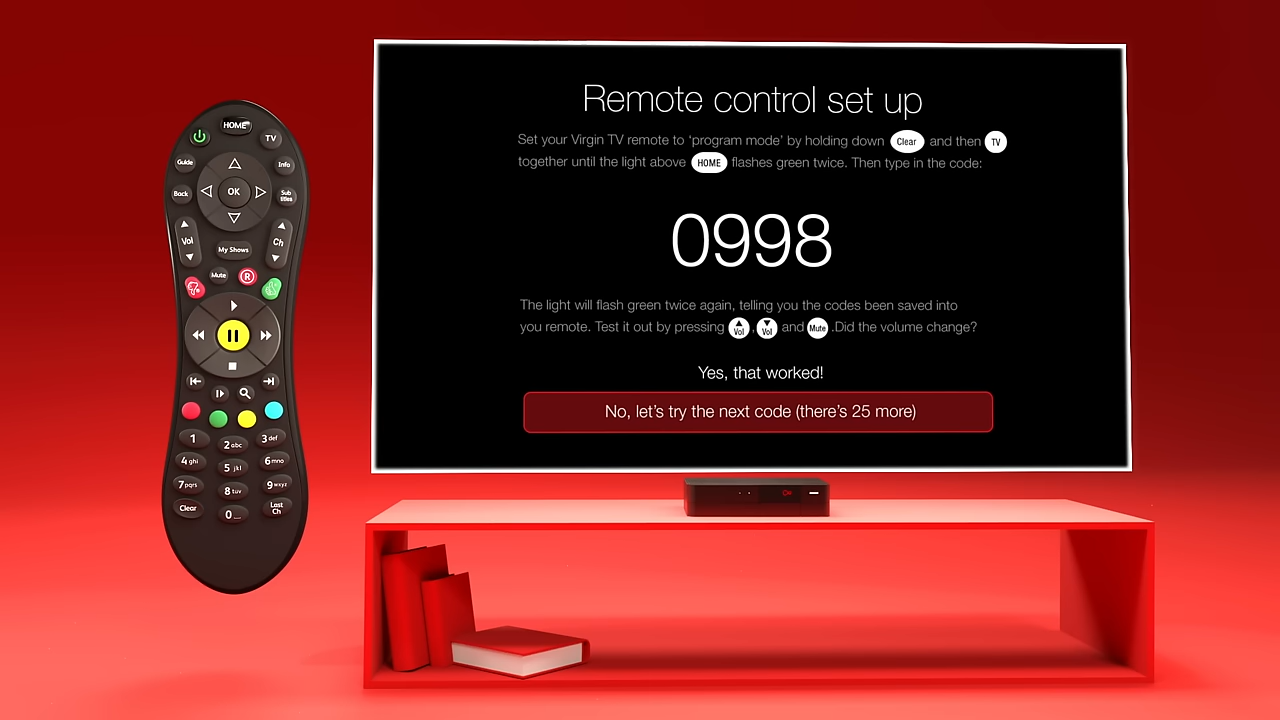 Remote control set up
Set your Virgin TV remote to ‘program mode’ by holding down Clear and then TV
together until the light above HOME flashes green twice. Then type in the code:
0998
The light will flash green twice again, telling you the codes been saved into
you remote. Test it out by pressing Vol , Vol and Mute .Did the volume change?
Yes, that worked!
No, let’s try the next code (there’s 25 more)
HOME
TV
Guide
Info
OK
Back
Sub
titles
Vol
Ch
My Shows
Mute
R
1
2 abc
3 def
4 ghi
5 jkl
6 mno
7 pqrs
8 tuv
9 wxyz
Clear
0
Last
Ch